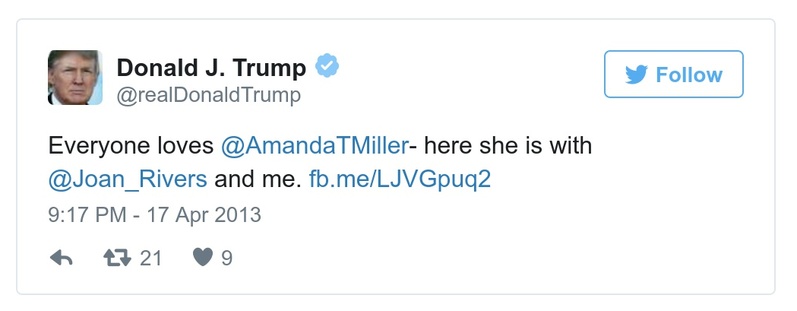 Donald J. Trump
@realDonaldTrump
Follow
Everyone loves @AmandaTMiller- here she is with
@Joan_Rivers and me. fb.me/LJVGpuq2
9:17 PM - 17 Apr 2013
21 9